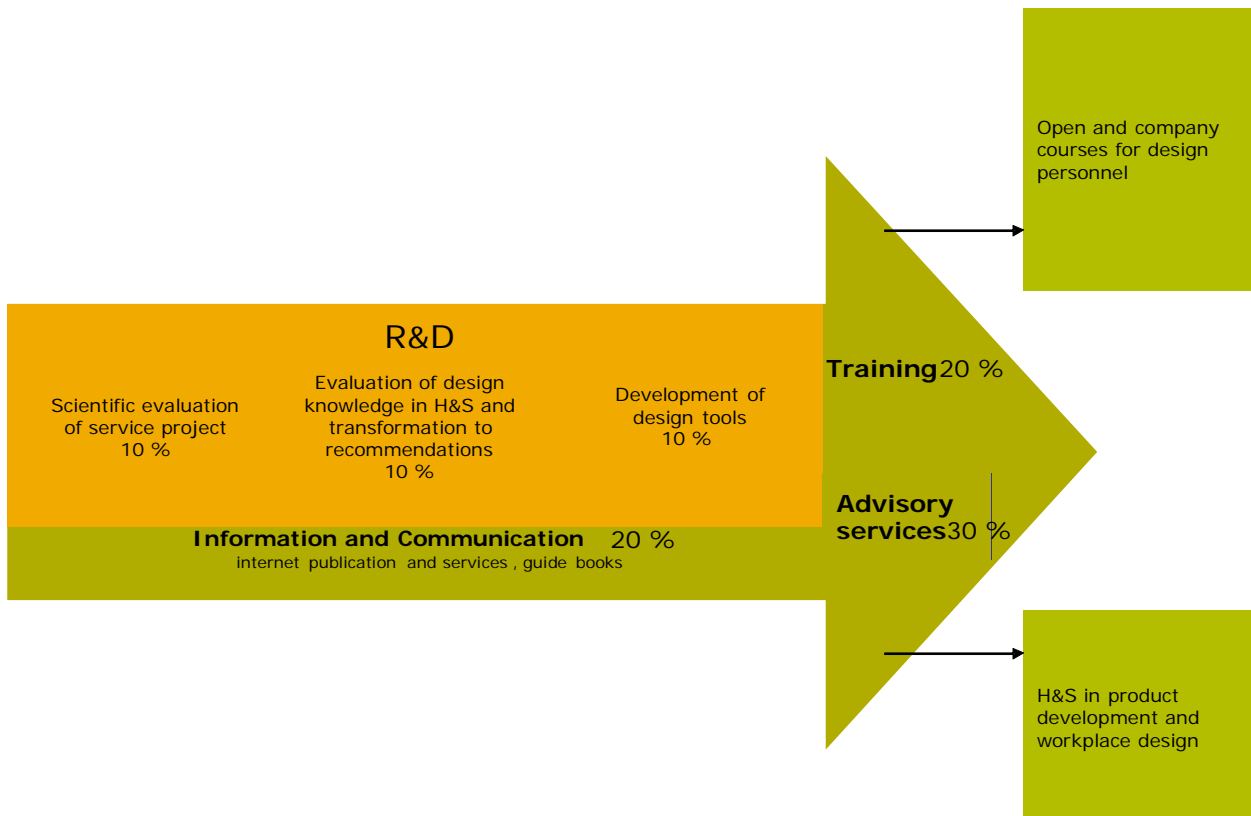 Open and company
courses for design
personnel
R&D
Scientific evaluation
of service project
10 %
Evaluation of design
knowledge in H&S and
transformation to
recommendations
10 %
Development of
design tools
10 %
Training 20 %
Advisory
services 30 %
Information and Communication 20 %
internet publication and services , guide books
H&S in product
development and
workplace design